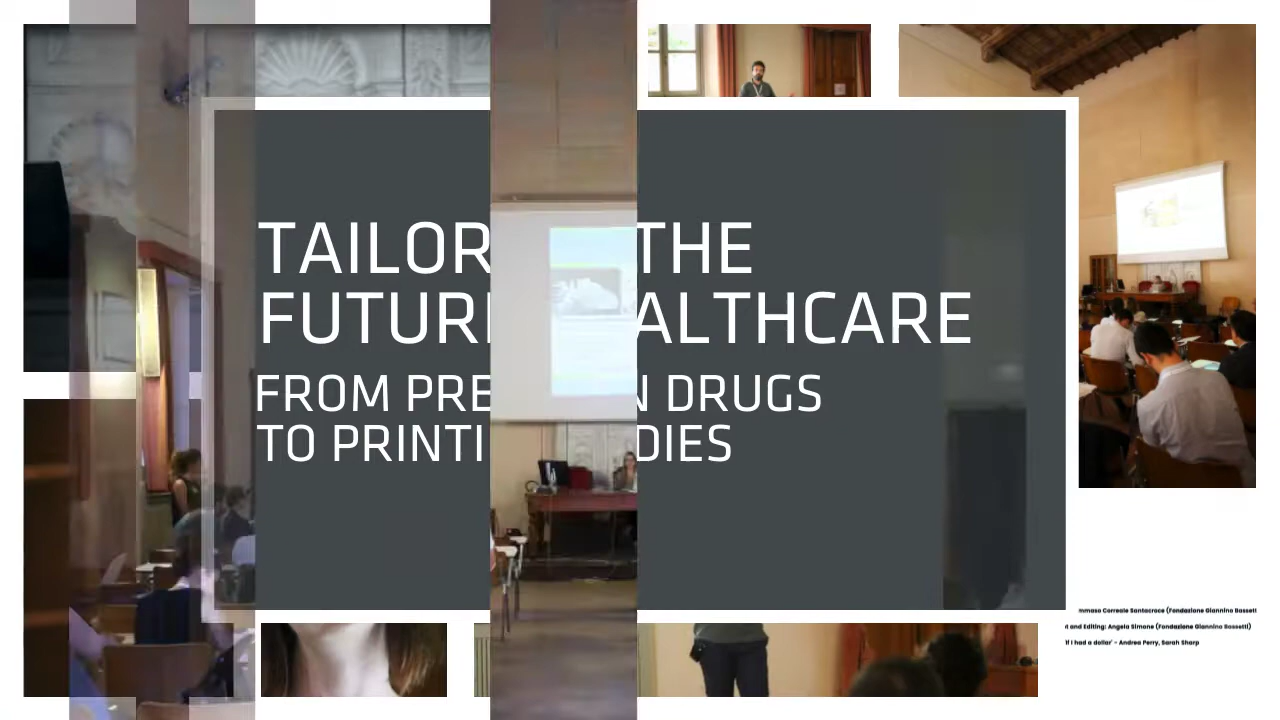 TAILOR THE
FUTUR ALTHCARE
FROM PRE N DRUGS
TO PRINTI DIES
mmaso Correale Santacroce (Fondazione Giannino Bassett
t and Editing: Angela Simone (Fondazione Giannino Bassetti)
'If I had a dollar' - Andrea Perry, Sarah Sharp